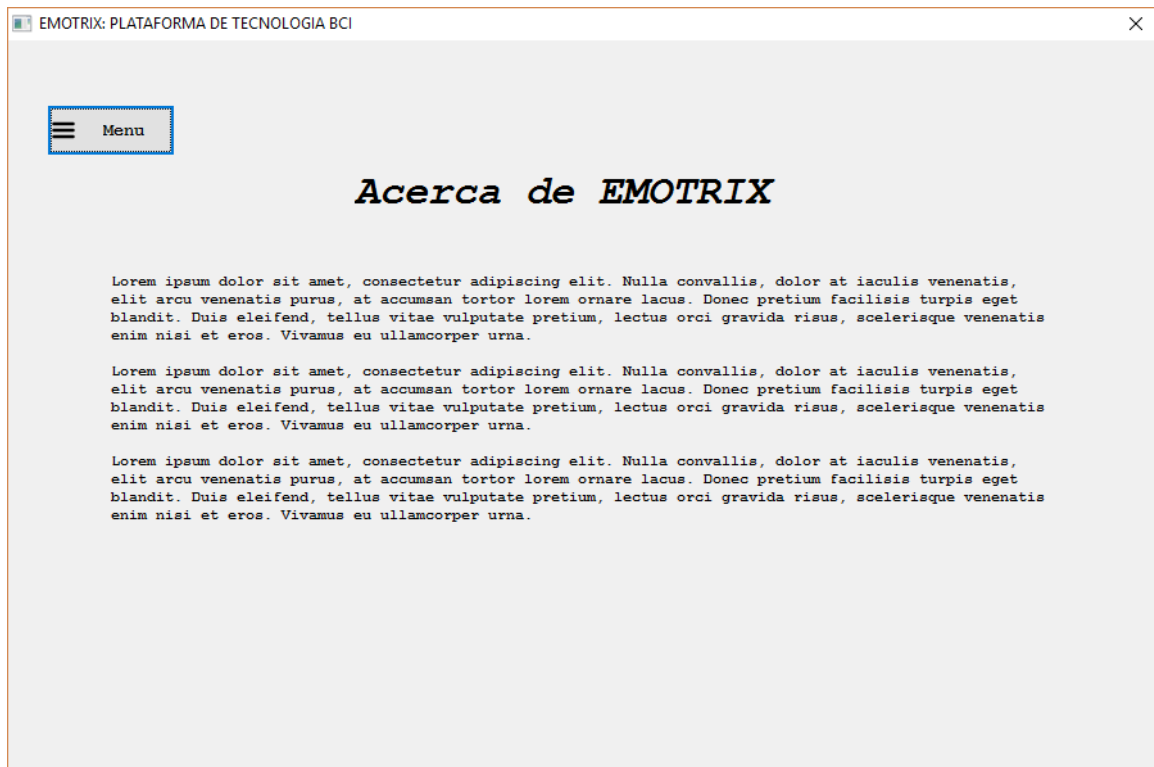 EMOTRIX: PLATAFORMA DE TECNOLOGIA BCI
Menu
Acerca de EMOTRIX
Lorem ipsum dolor sit amet, consectetur adipiscing elit. Nulla convallis, dolor at iaculis venenatis,
elit arcu venenatis purus, at accumsan tortor lorem ornare lacus. Donec pretium facilisis turpis eget
blandit. Duis eleifend, tellus vitae vulputate pretium, lectus orci gravida risus, scelerisque venenatis
enim nisi et eros. Vivamus eu ullamcorper urna.
Lorem ipsum dolor sit amet, consectetur adipiscing elit. Nulla convallis, dolor at iaculis venenatis,
elit arcu venenatis purus, at accumsan tortor lorem ornare lacus. Donec pretium facilisis turpis eget
blandit. Duis eleifend, tellus vitae vulputate pretium, lectus orci gravida risus, scelerisque venenatis
enim nisi et eros. Vivamus eu ullamcorper urna.
Lorem ipsum dolor sit amet, consectetur adipiscing elit. Nulla convallis, dolor at iaculis venenatis,
elit arcu venenatis purus, at accumsan tortor lorem ornare lacus. Donec pretium facilisis turpis eget
blandit. Duis eleifend, tellus vitae vulputate pretium, lectus orci gravida risus, scelerisque venenatis
enim nisi et eros. Vivamus eu ullamcorper urna.